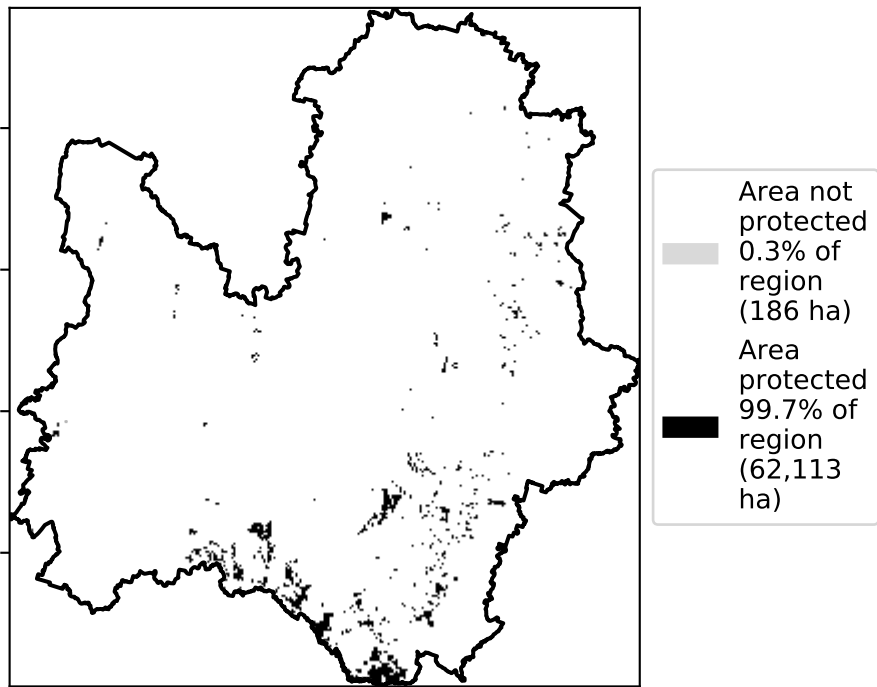 Area not
protected
0.3% of
region
(186 ha)
Area
protected
99.7% of
region
(62,113
ha)